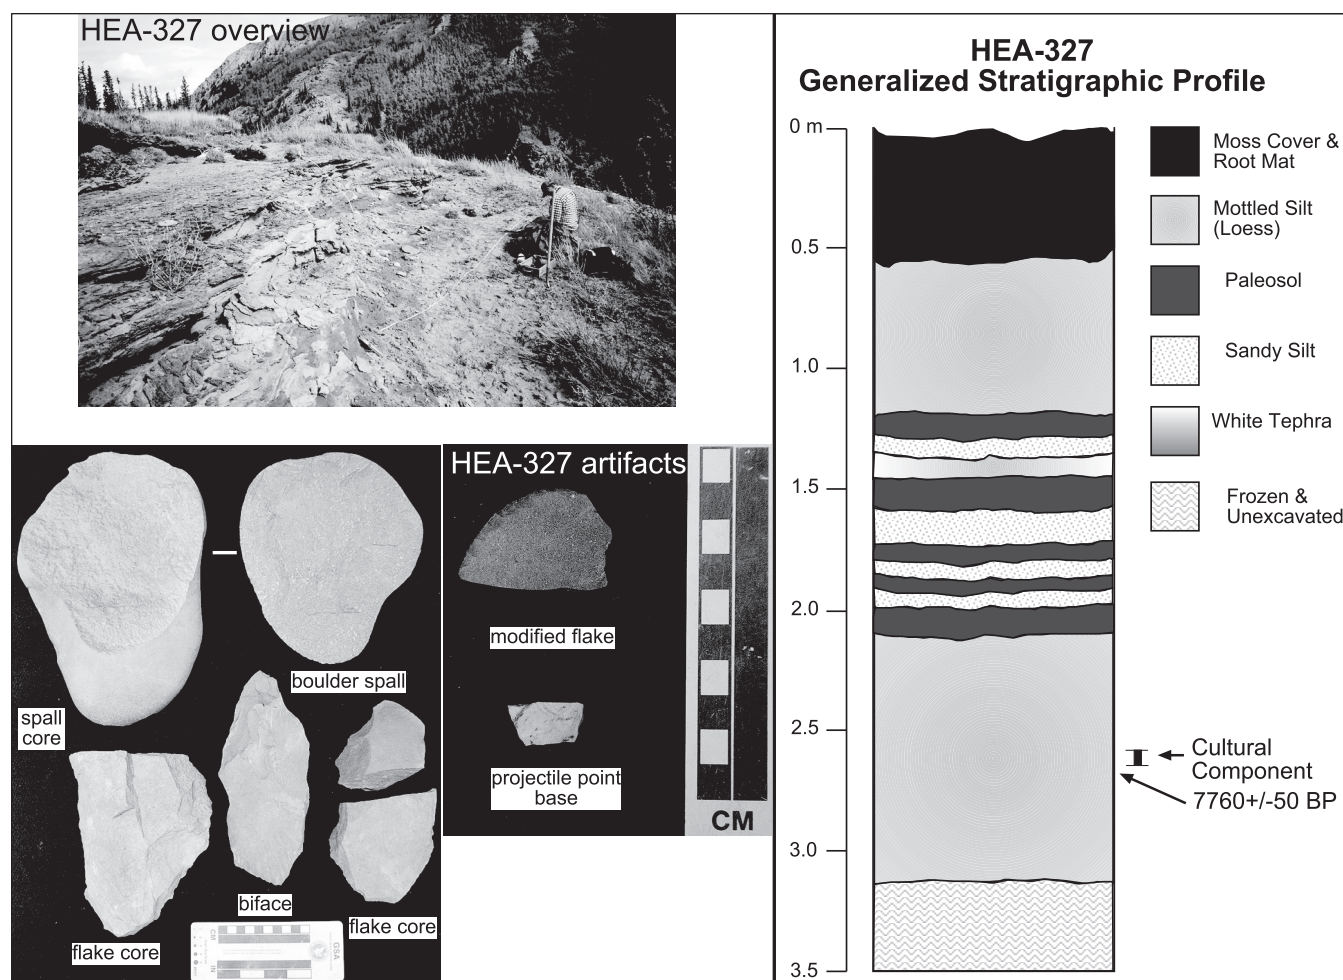 HEA-327 overview
HEA-327 artifacts
modified flake
boulder spall
spall
core
projectile point
base
CM
biface
flake core
flake core
CM
IN
GSA
HEA-327
Generalized Stratigraphic Profile
0 m
0.5
1.0
1.5
2.0
2.5
3.0
3.5
Moss Cover &
Root Mat
Mottled Silt
(Loess)
Paleosol
Sandy Silt
White Tephra
Frozen &
Unexcavated
Cultural
Component
7760+/-50 BP